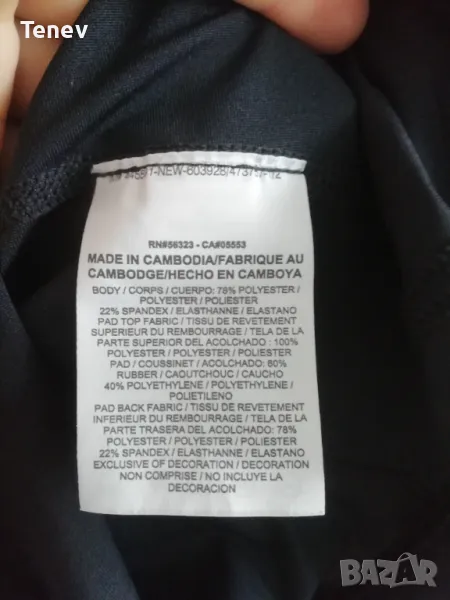 Tenev
RN#56323 - CA#05553
MADE IN CAMBODIA/FABRIQUE AU
CAMBODGE/HECHO EN CAMBOYA
BODY / CORPS / CUERPO: 78% POLYESTER /
POLYESTER / POLIESTER
22% SPANDEX / ELASTHANNE / ELASTANO
PAD TOP FABRIC / TISSU DE REVETEMENT
SUPERIEUR DU REMBOURRAGE / TELA DE LA
PARTE SUPERIOR DEL ACOLCHADO : 100%
POLYESTER / POLYESTER / POLIESTER
PAD / COUSSINET / ACOLCHADO: 60%
RUBBER / CAOUTCHOUC / CAUCHO
40% POLYETHYLENE / POLYETHYLENE /
POLIETILENO
PAD BACK FABRIC / TISSU DE REVETEMENT
INFERIEUR DU REMBOURRAGE / TELA DE LA
PARTE TRASERA DEL ACOLCHADO: 78%
POLYESTER / POLYESTER / POLIESTER
22% SPANDEX / ELASTHANNE / ELASTANO
EXCLUSIVE OF DECORATION / DECORATION
NON COMPRISE / NO INCLUYE LA
DECORACION
BAZAR